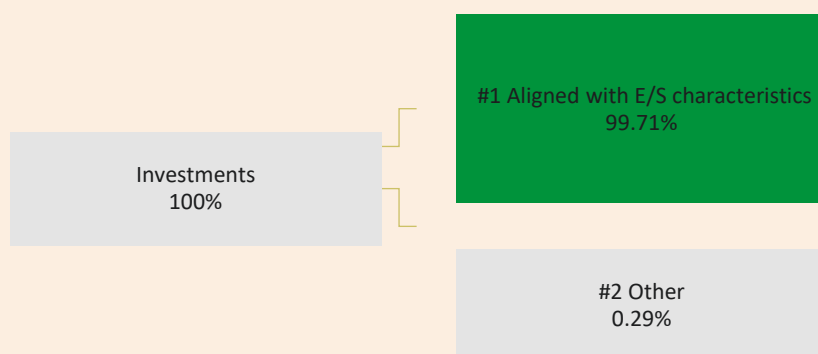 #1 Aligned with E/S characteristics
99.71%
Investments
100%
#2 Other
0.29%